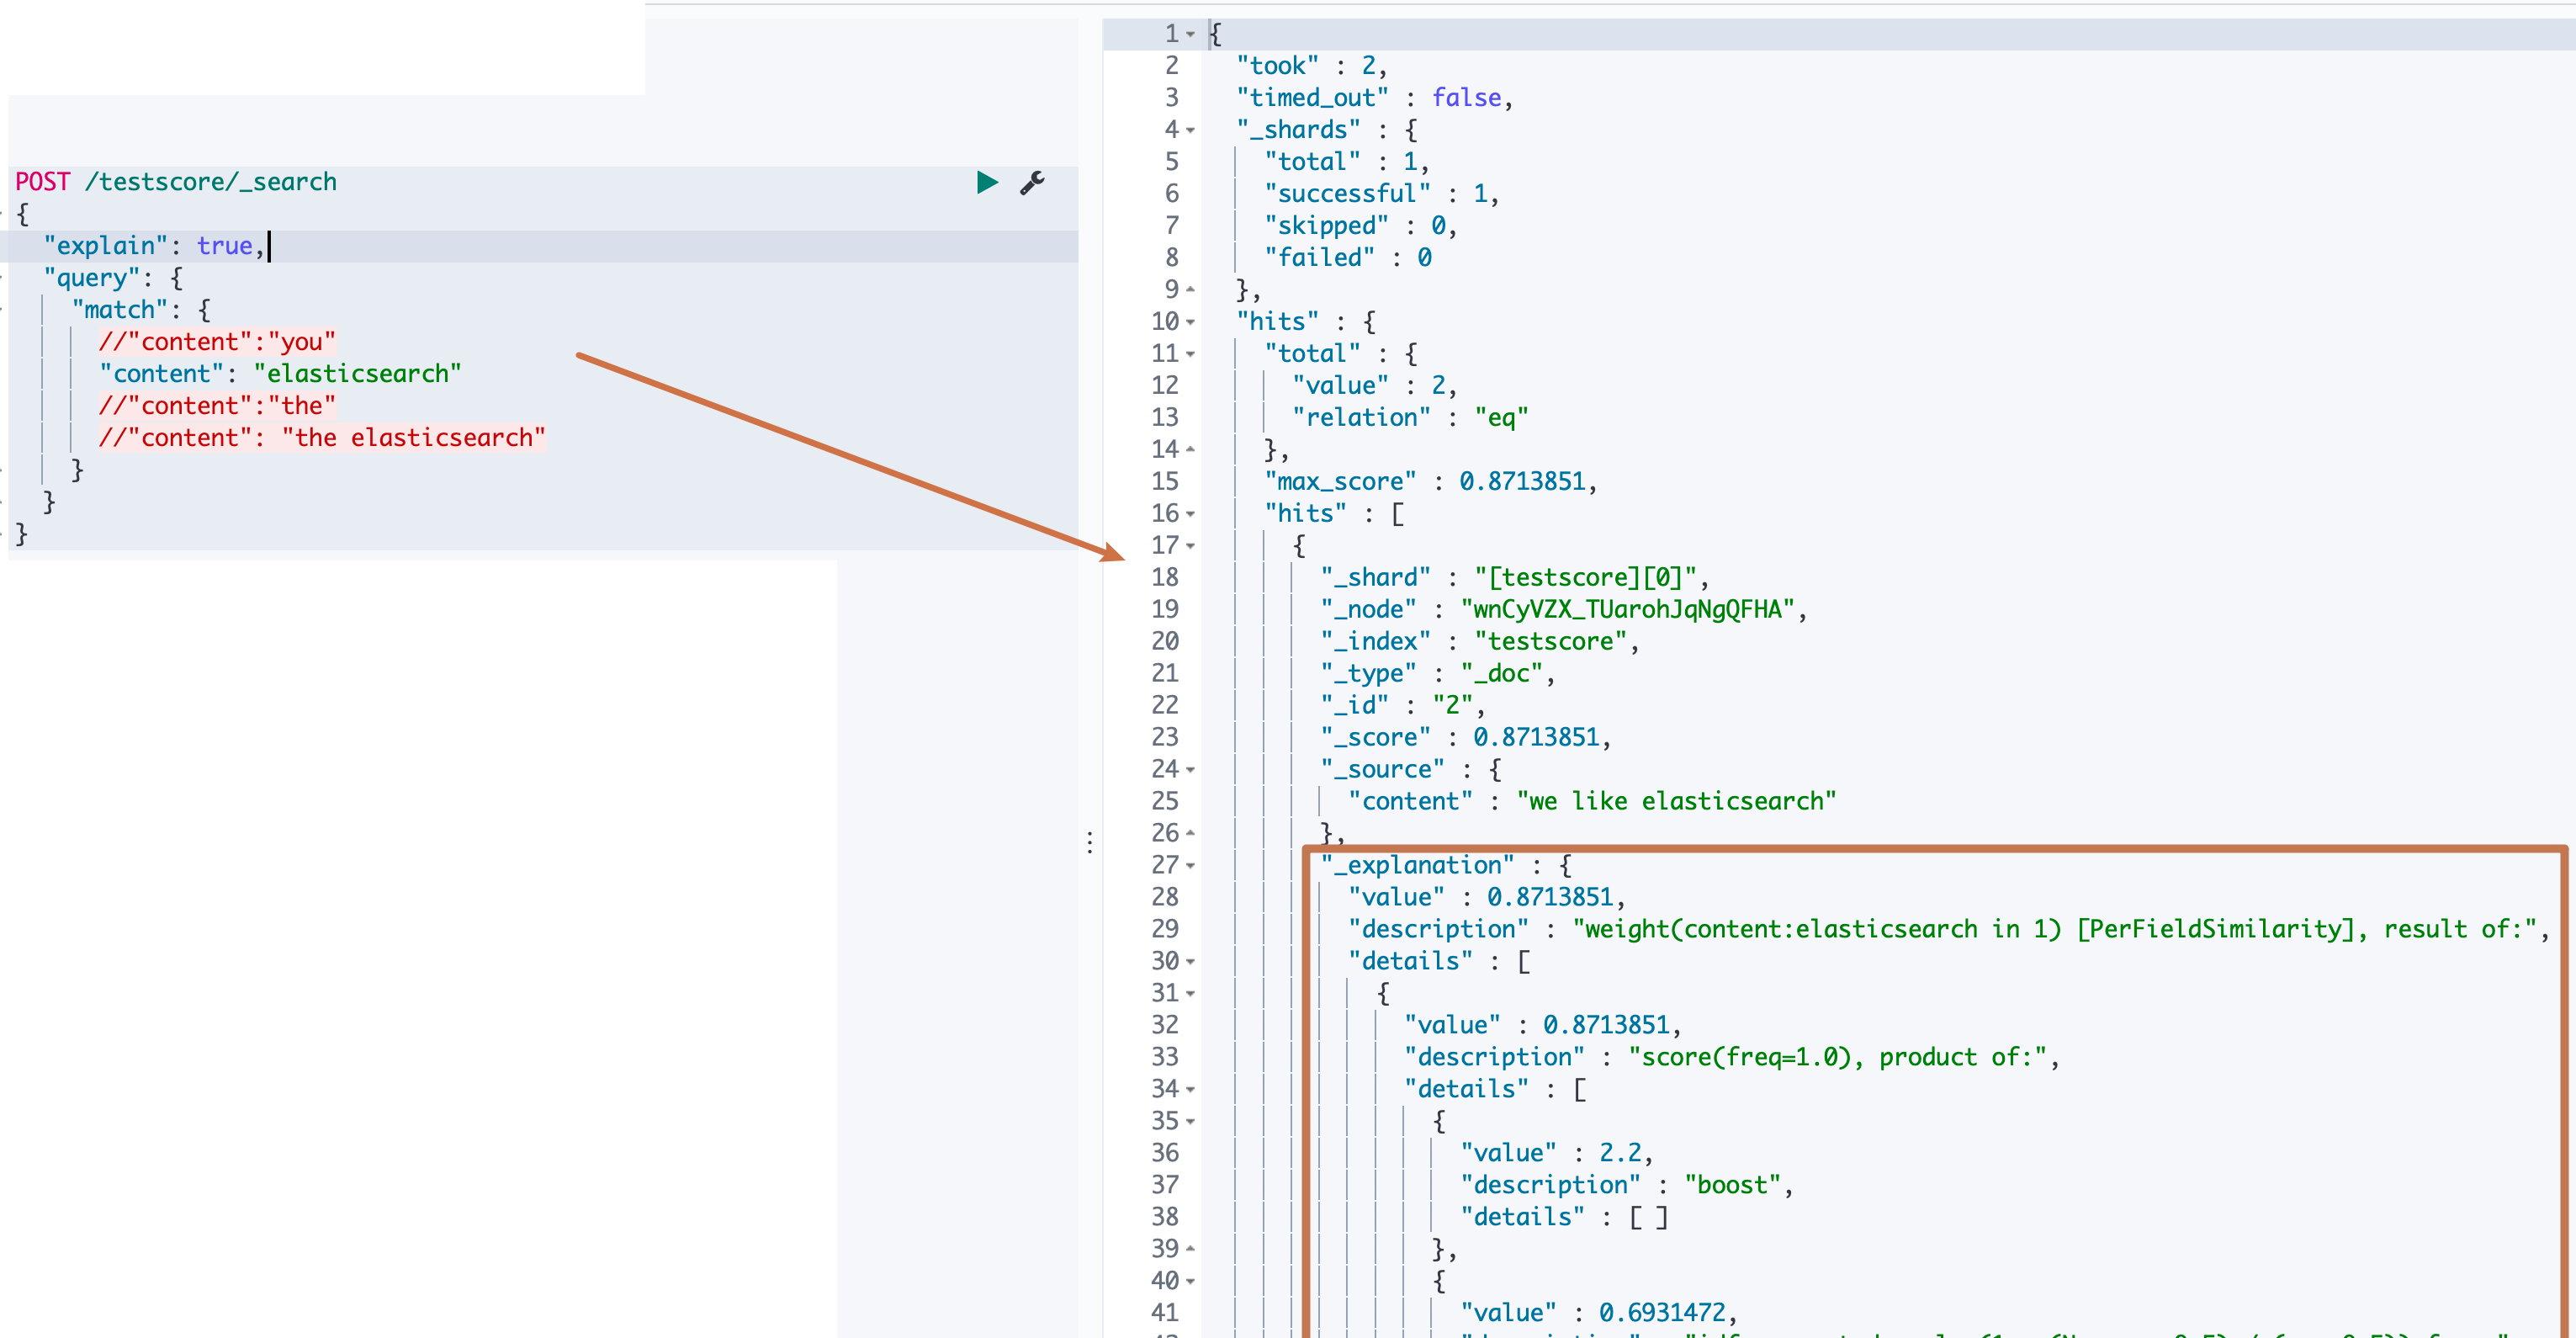 POST /testscore/_search
{
"explain": true,
"query": {
"match": {
//"content":"you"
"content": "elasticsearch"
//"content":"the"
//"content": "the elasticsearch"
}
}
}
1 {
2 "took" : 2,
3 "timed_out" : false,
4 "_shards" : {
5 "total" : 1,
6 "successful" : 1,
7 "skipped" : 0,
8 "failed" : 0
9 },
10 "hits" : {
11 "total" : {
12 "value" : 2,
13 "relation" : "eq"
14 },
15 "max_score" : 0.8713851,
16 "hits" : [
17 {
18 "_shard" : "[testscore][0]",
19 "_node" : "wnCyVZX_TUarohJqNgQFHA",
20 "_index" : "testscore",
21 "_type" : "_doc",
22 "_id" : "2",
23 "_score" : 0.8713851,
24 "_source" : {
25 "content" : "we like elasticsearch"
26 },
27 "_explanation" : {
28 "value" : 0.8713851,
29 "description" : "weight(content:elasticsearch in 1) [PerFieldSimilarity], result of:",
30 "details" : [
31 {
32 "value" : 0.8713851,
33 "description" : "score(freq=1.0), product of:",
34 "details" : [
35 {
36 "value" : 2.2,
37 "description" : "boost",
38 "details" : [ ]
39 },
40 {
41 "value" : 0.6931472,